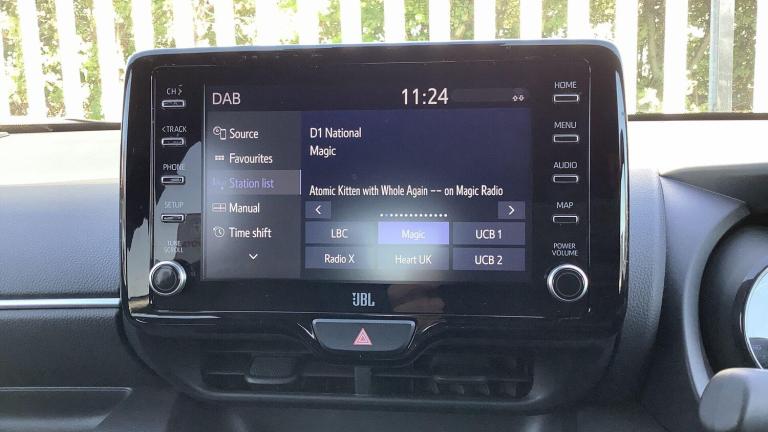 DAB 11:24
CH >
< TRACK
PHONE
SETUP
TUNE
SCROLL
Source
Favourites
Station list
Manual
Time shift
D1 National
Magic
Atomic Kitten with Whole Again -- on Magic Radio
< >
LBC Magic UCB 1
Radio X Heart UK UCB 2
HOME
MENU
AUDIO
MAP
POWER
VOLUME
JBL